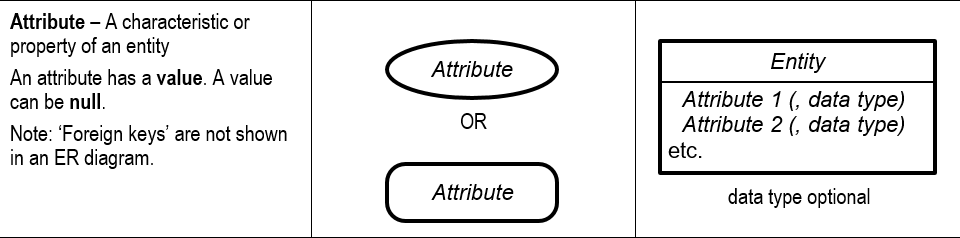 Attribute – A characteristic or
property of an entity
An attribute has a value. A value
can be null.
Note: ‘Foreign keys’ are not shown
in an ER diagram.
Attribute
OR
Attribute
Entity
Attribute 1 (, data type)
Attribute 2 (, data type)
etc.
data type optional